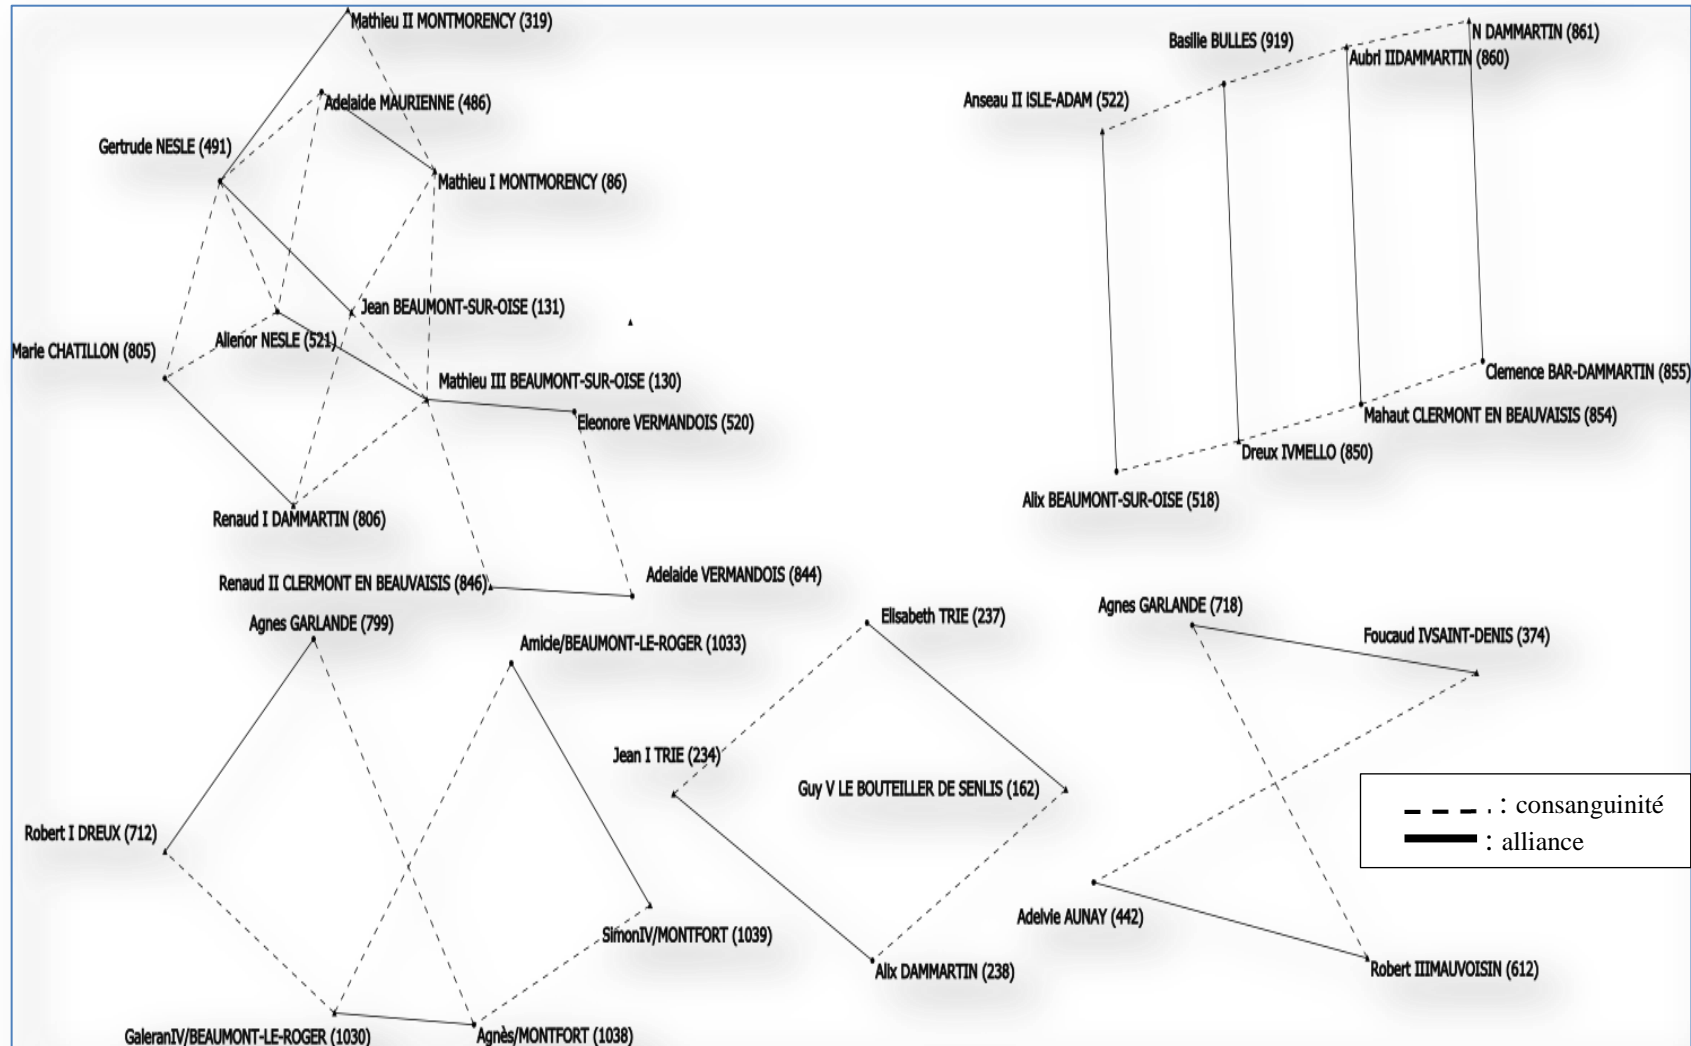 Mathieu II MONTMORENCY (319)
N DAMMARTIN (861)
Basilie BULLES (919)
Aubri IIDAMMARTIN (860)
Adelaide MAURIENNE (486)
Anseau II ISLE-ADAM (522)
Gertrude NESLE (491)
Mathieu I MONTMORENCY (86)
Jean BEAUMONT-SUR-OISE (131)
Alienor NESLE (521)
Marie CHATILLON (805)
Mathieu III BEAUMONT-SUR-OISE (130)
Clemence BAR-DAMMARTIN (855)
Eleonore VERMANDOIS (520)
Mahaut CLERMONT EN BEAUVAISIS (854)
Dreux IVMELLO (850)
Alix BEAUMONT-SUR-OISE (518)
Renaud I DAMMARTIN (806)
Renaud II CLERMONT EN BEAUVAISIS (846)
Adelaide VERMANDOIS (844)
Agnes GARLANDE (799)
Amicie/BEAUMONT-LE-ROGER (1033)
Elisabeth TRIE (237)
Agnes GARLANDE (718)
Foucaud IVSAINT-DENIS (374)
Jean I TRIE (234)
Guy V LE BOUTEILLER DE SENLIS (162)
Robert I DREUX (712)
: consanguinité
: alliance
SimonIV/MONTFORT (1039)
Adelvie AUNAY (442)
Alix DAMMARTIN (238)
Robert IIIMAUVOISIN (612)
GaleranIV/BEAUMONT-LE-ROGER (1030)
Agnès/MONTFORT (1038)